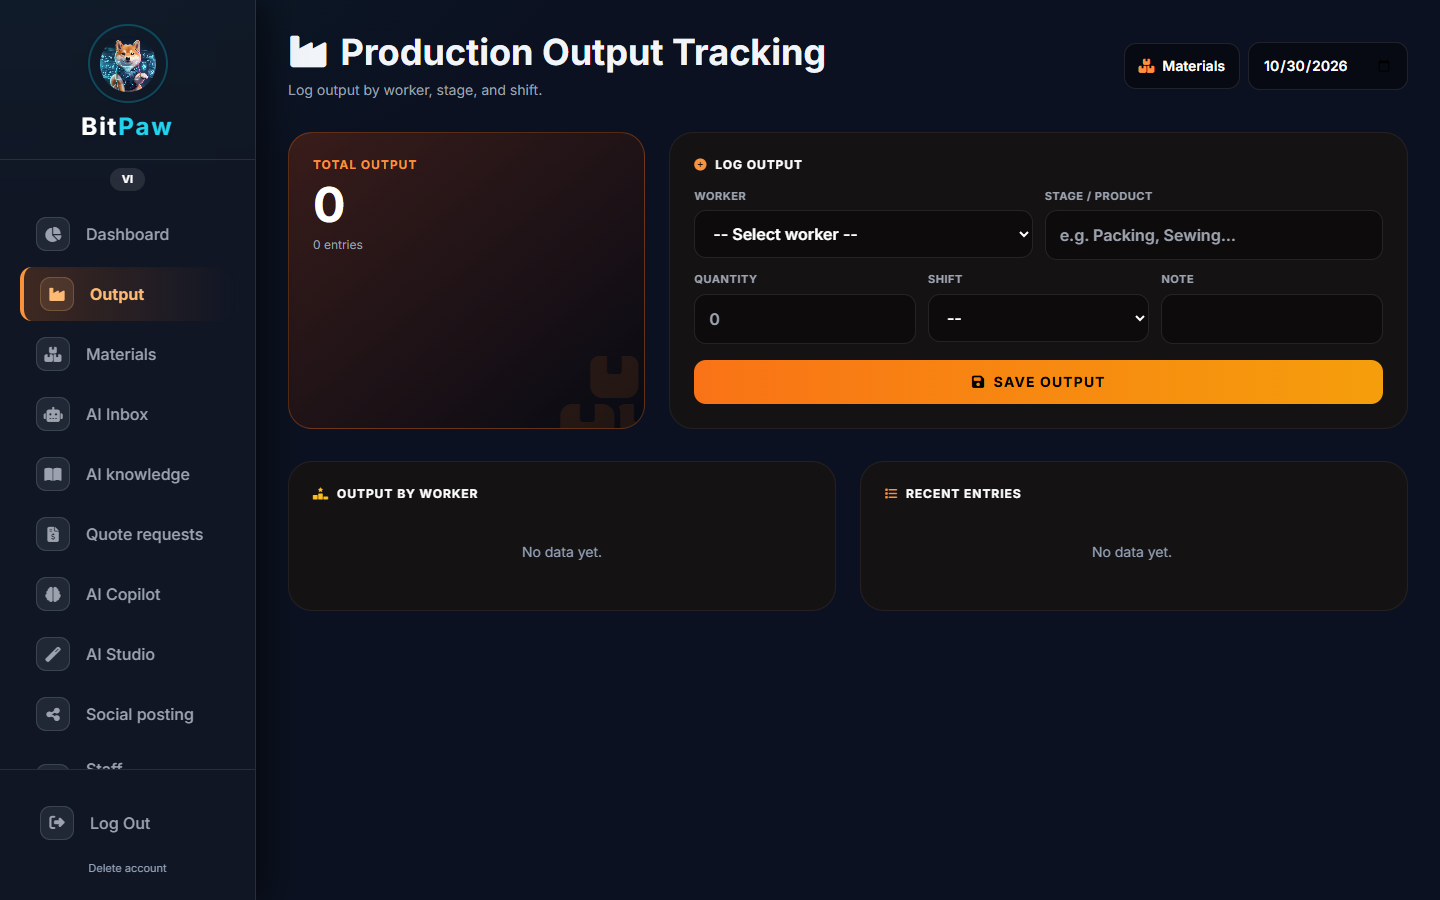 BitPaw
VI
Dashboard
Output
Materials
AI Inbox
AI knowledge
Quote requests
AI Copilot
AI Studio
Social posting
Staff
Log Out
Delete account
Production Output Tracking
Log output by worker, stage, and shift.
Materials
10/30/2026
TOTAL OUTPUT
0
0 entries
LOG OUTPUT
WORKER
STAGE / PRODUCT
-- Select worker --
e.g. Packing, Sewing...
QUANTITY
SHIFT
NOTE
0
--
SAVE OUTPUT
OUTPUT BY WORKER
No data yet.
RECENT ENTRIES
No data yet.